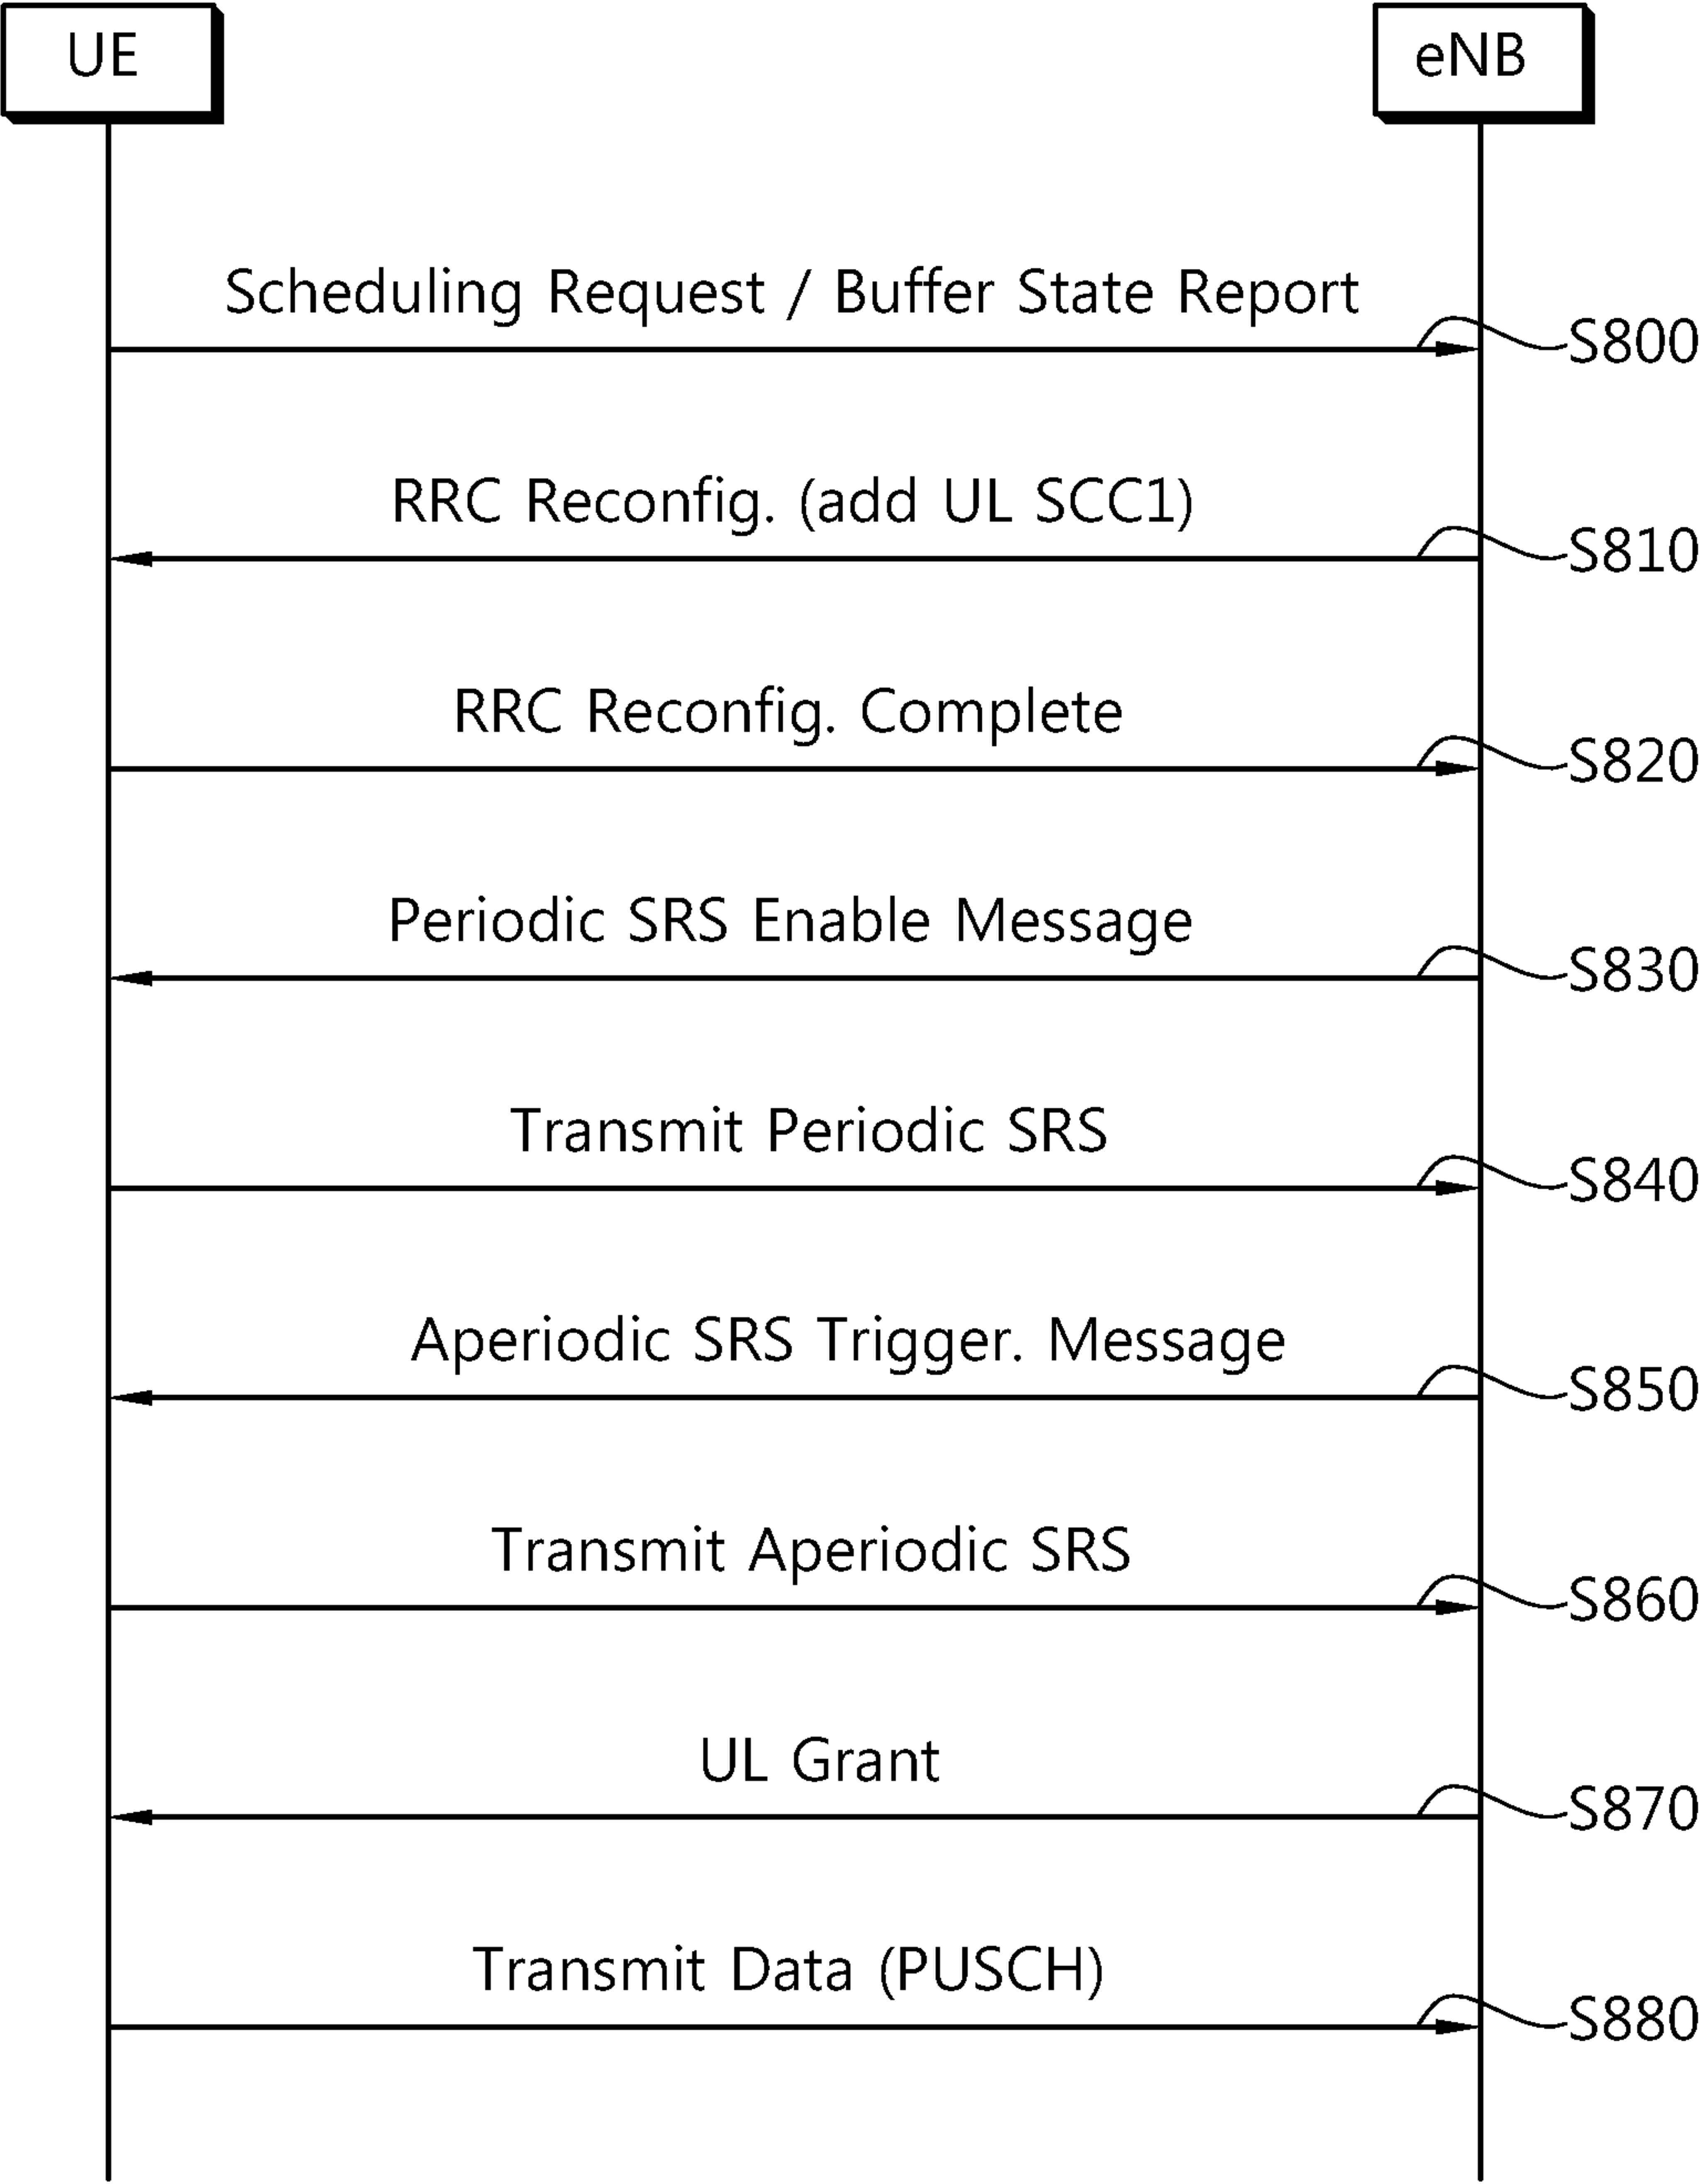 UE
eNB
Scheduling Request / Buffer State Report
S800
RRC Reconfig. (add UL SCC1)
S810
RRC Reconfig. Complete
S820
Periodic SRS Enable Message
S830
Transmit Periodic SRS
S840
Aperiodic SRS Trigger. Message
S850
Transmit Aperiodic SRS
S860
UL Grant
S870
Transmit Data (PUSCH)
S880